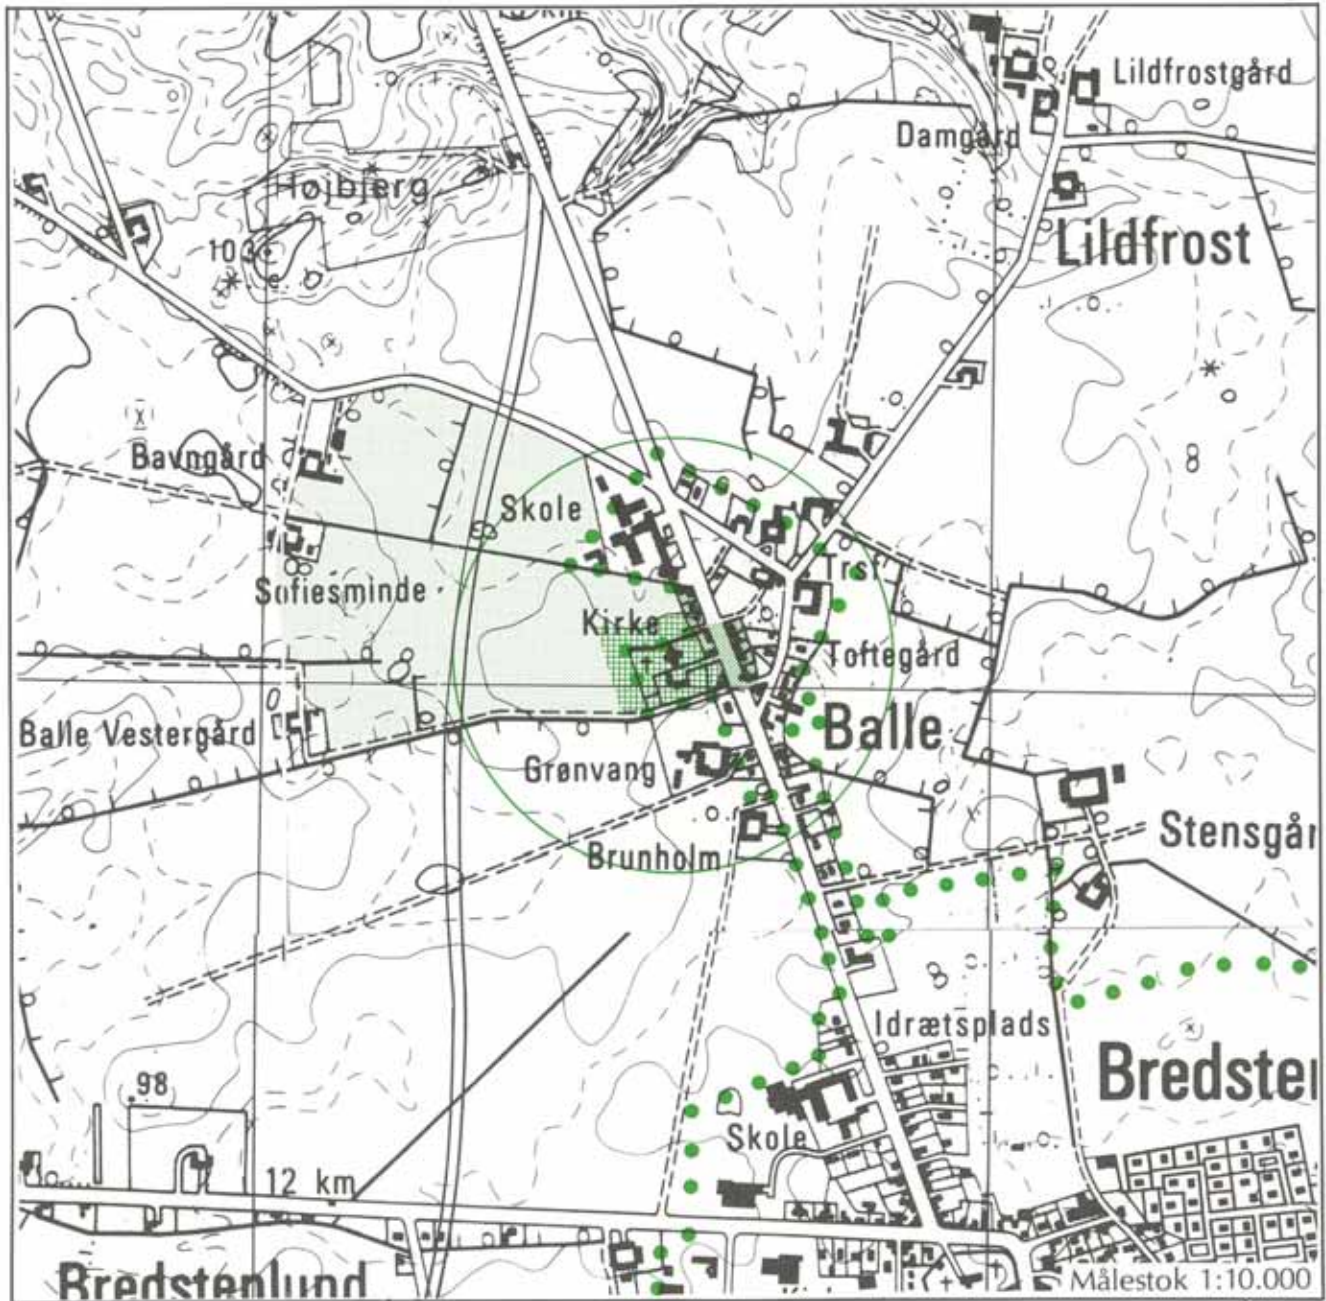 Lildfrostgård
Damgård
Højbjerg
Lildfrost
103
Bavngård
Skole
Sofiesminde
Trsf
Kirke
Toftegård
Balle Vestergård
Balle
Grønvang
Brunholm
Stensgår
Idrætsplads
98
Bredste
Skole
12 km
Bredstenlund
Målestok 1:10.000